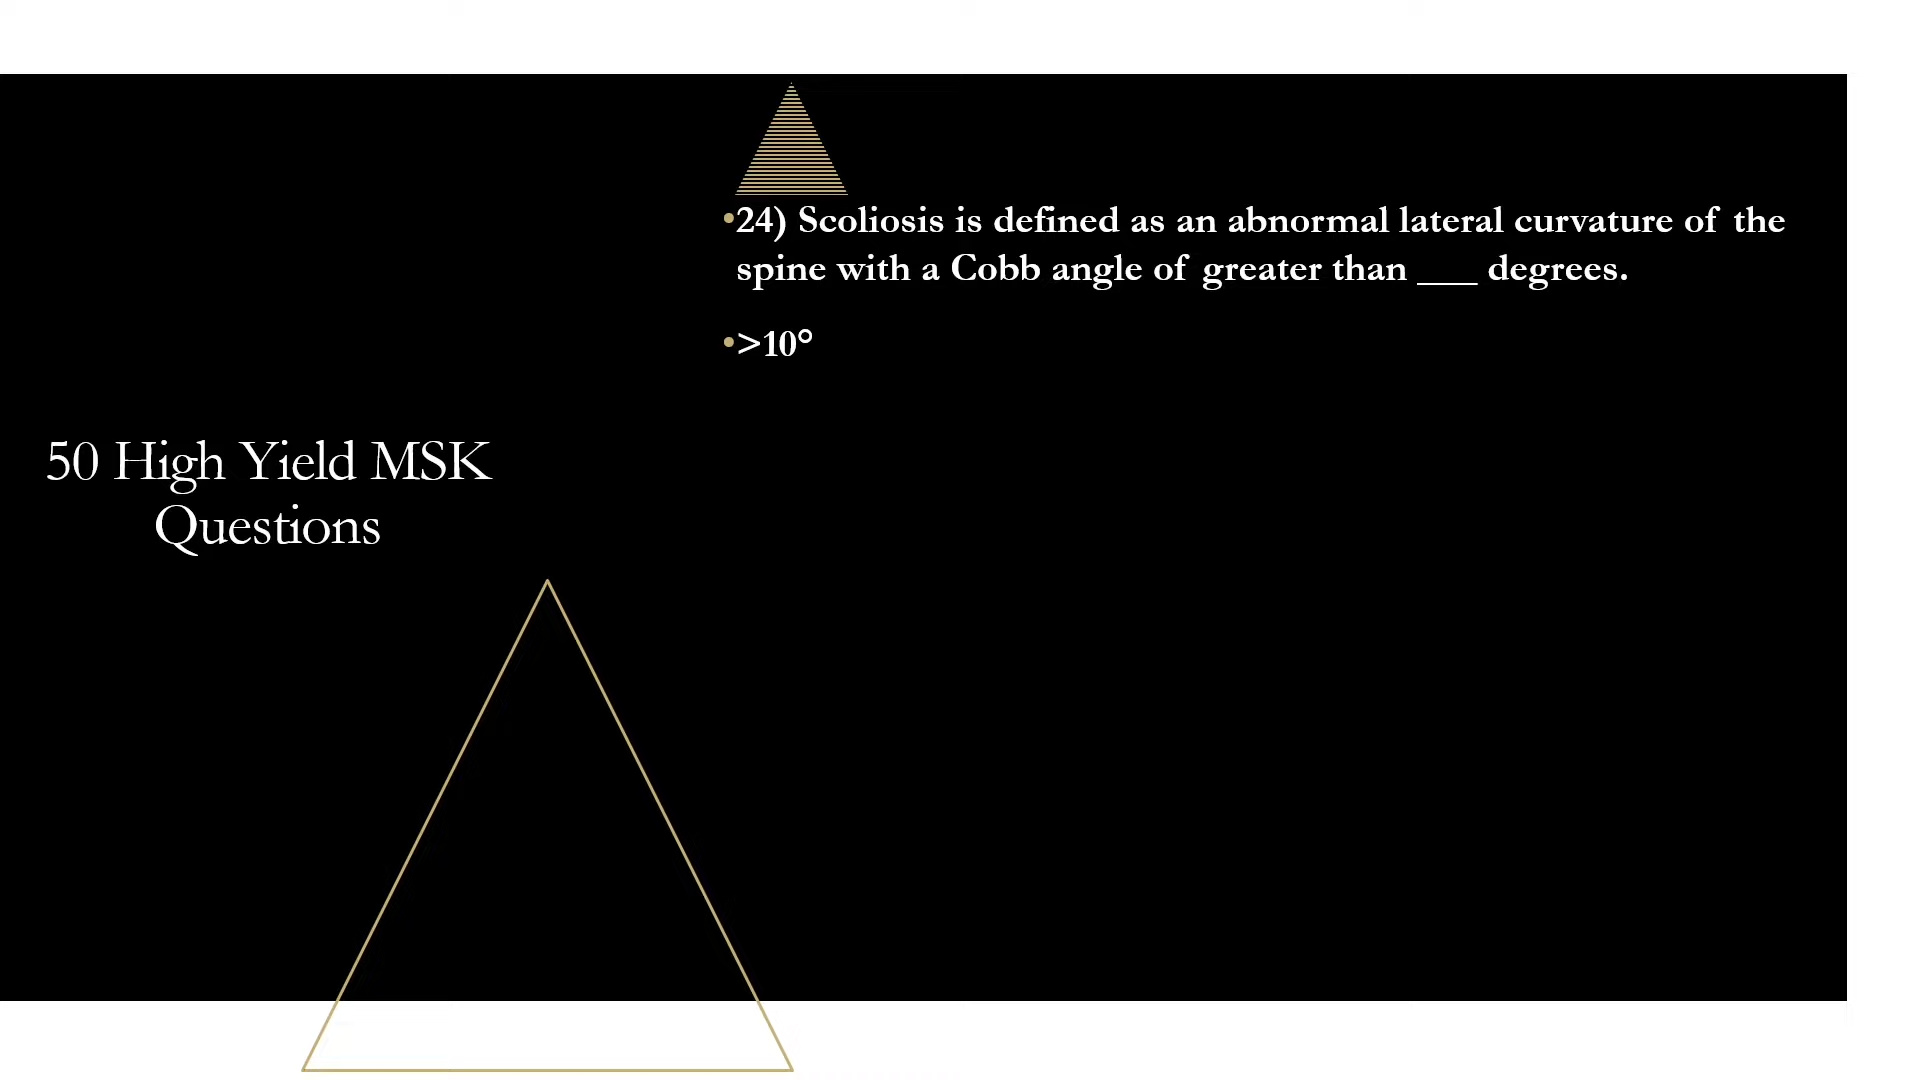 50 High Yield MSK
Questions
•24) Scoliosis is defined as an abnormal lateral curvature of the
spine with a Cobb angle of greater than ___ degrees.
•>10°